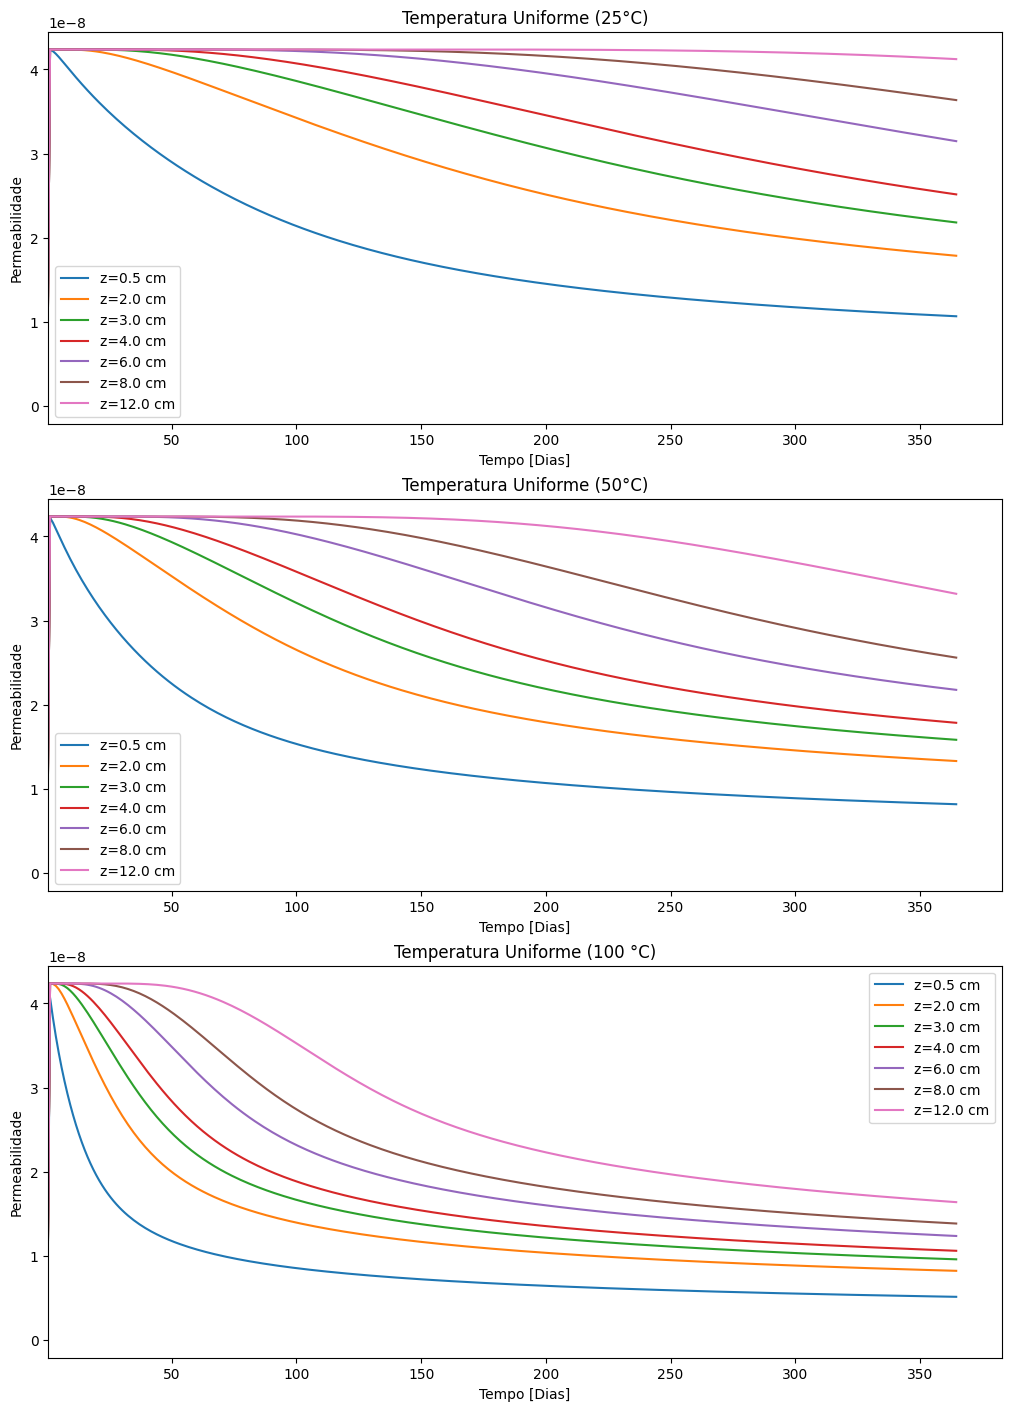 Temperatura Uniforme (25°C)
1e−8
4
3
2
1
0
Permeabilidade
z=0.5 cm
z=2.0 cm
z=3.0 cm
z=4.0 cm
z=6.0 cm
z=8.0 cm
z=12.0 cm
50 100 150 200 250 300 350
Tempo [Dias]
Temperatura Uniforme (50°C)
1e−8
4
3
2
1
0
Permeabilidade
z=0.5 cm
z=2.0 cm
z=3.0 cm
z=4.0 cm
z=6.0 cm
z=8.0 cm
z=12.0 cm
50 100 150 200 250 300 350
Tempo [Dias]
Temperatura Uniforme (100 °C)
1e−8
4
3
2
1
0
Permeabilidade
z=0.5 cm
z=2.0 cm
z=3.0 cm
z=4.0 cm
z=6.0 cm
z=8.0 cm
z=12.0 cm
50 100 150 200 250 300 350
Tempo [Dias]